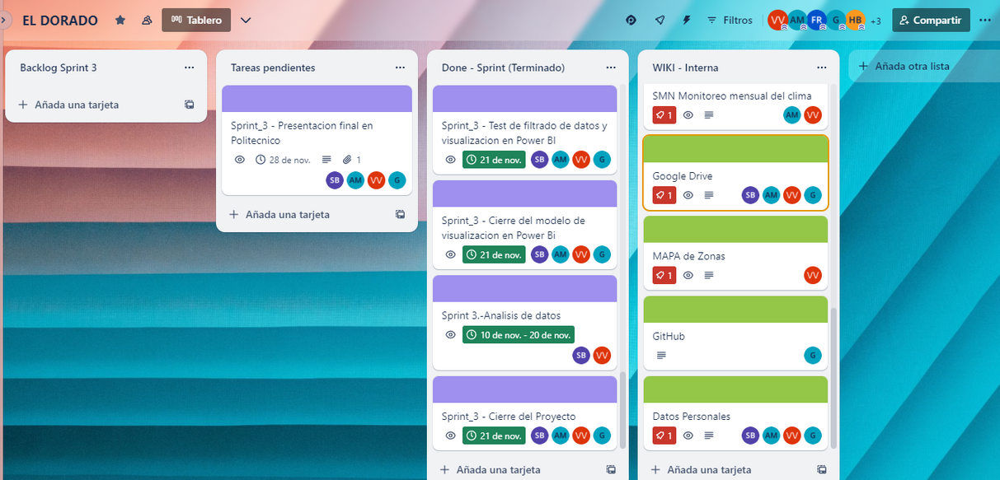 EL DORADO
Tablero
Filtros
VV AM FR G HB +3
Compartir
Backlog Sprint 3
Añada una tarjeta
Tareas pendientes
Sprint_3 - Presentacion final en
Politecnico
28 de nov.
1
SB AM VV G
Añada una tarjeta
Done - Sprint (Terminado)
Sprint_3 - Test de filtrado de datos y
visualizacion en Power BI
21 de nov. SB AM VV G
Sprint_3 - Cierre del modelo de
visualizacion en Power Bi
21 de nov. SB AM VV G
Sprint 3.-Analisis de datos
10 de nov. - 20 de nov.
SB VV
Sprint_3 - Cierre del Proyecto
21 de nov. SB AM VV G
Añada una tarjeta
WIKI - Interna
SMN Monitoreo mensual del clima
1 AM VV
Google Drive
1 SB AM VV G
MAPA de Zonas
1 VV
GitHub
G
Datos Personales
1 SB AM VV G
Añada una tarjeta
Añada otra lista